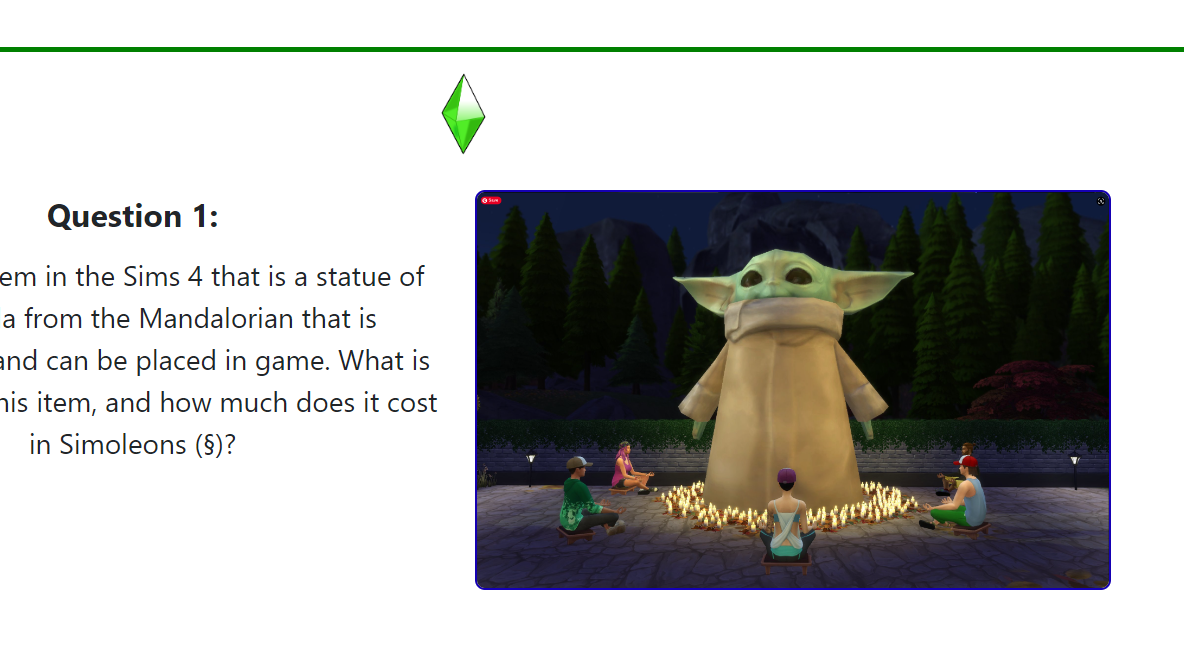 Question 1:
em in the Sims 4 that is a statue of
a from the Mandalorian that is
and can be placed in game. What is
his item, and how much does it cost
in Simoleons (§)?
Save